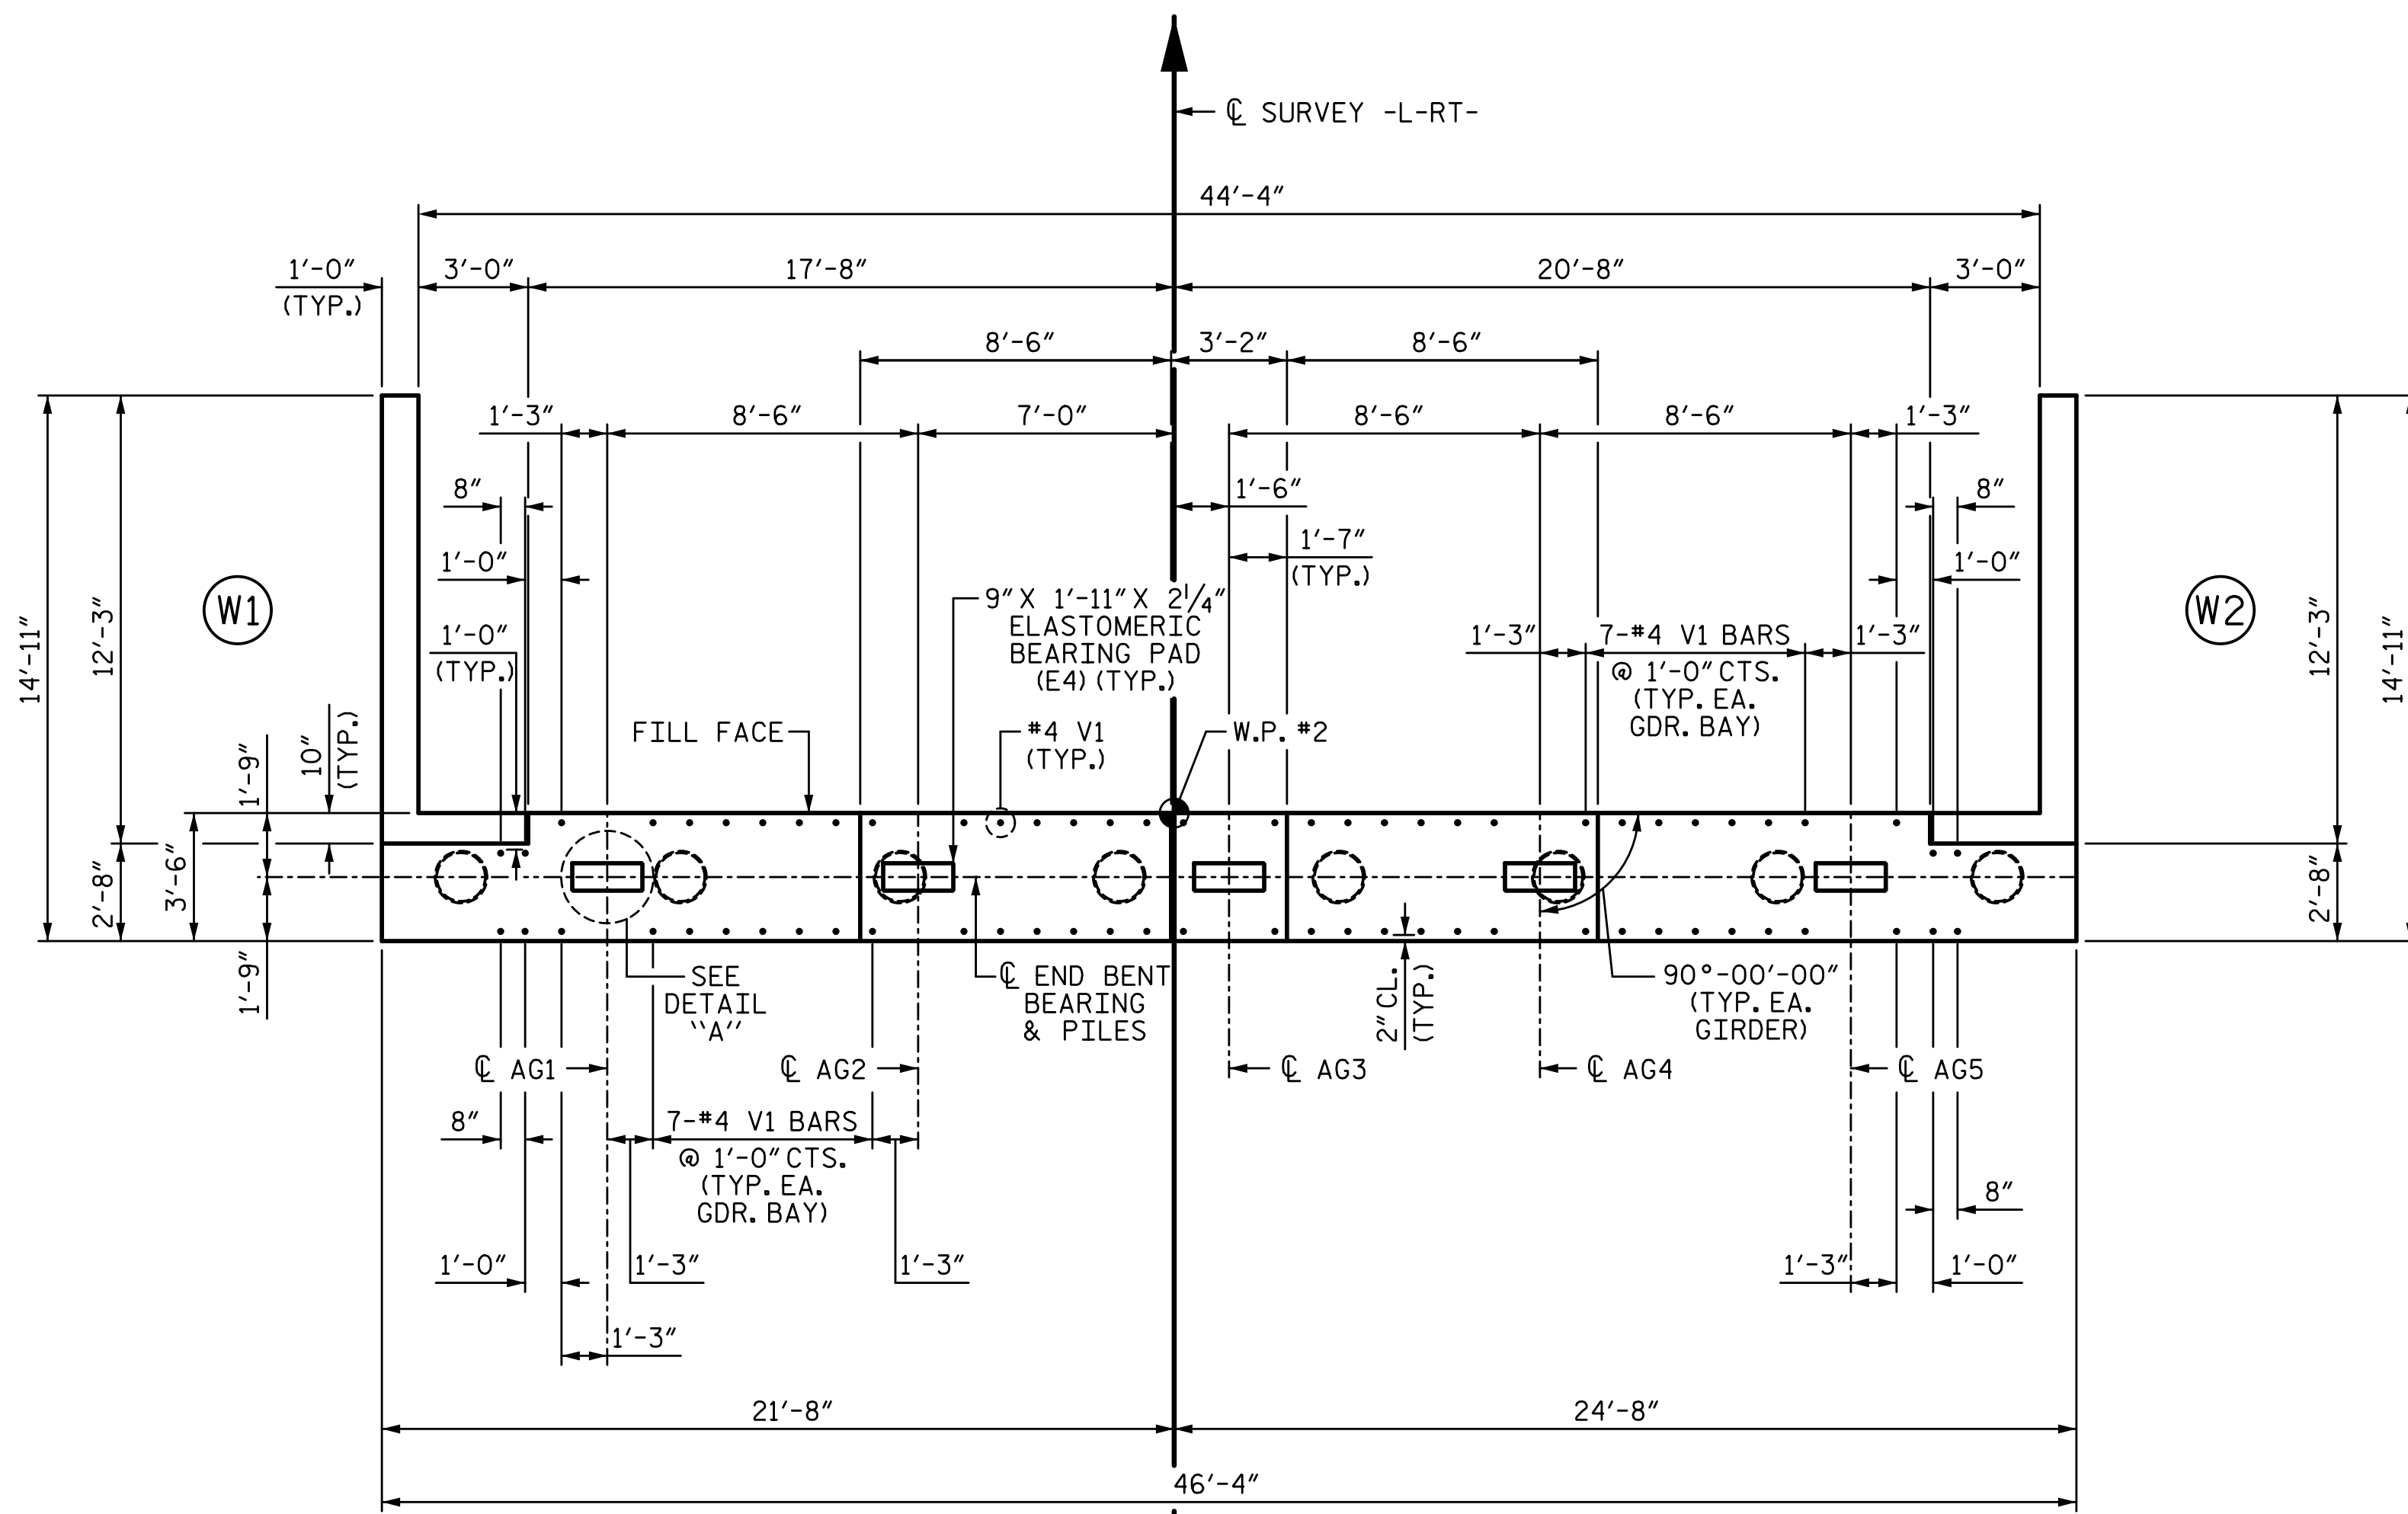 ℄ SURVEY -L-RT-
44'-4"
1'-0"
(TYP.)
3'-0"
17'-8"
20'-8"
3'-0"
8'-6"
3'-2"
8'-6"
1'-3"
8'-6"
7'-0"
8'-6"
8'-6"
1'-3"
8"
1'-6"
8"
1'-0"
1'-7"
(TYP.)
1'-0"
W1
14'-11"
12'-3"
1'-0"
(TYP.)
9" X 1'-11" X 2 1/4"
ELASTOMERIC
BEARING PAD
(E4) (TYP.)
1'-3"
7-#4 V1 BARS
@ 1'-0" CTS.
(TYP. EA.
GDR. BAY)
1'-3"
W2
12'-3"
14'-11"
10"
(TYP.)
1'-9"
FILL FACE
#4 V1
(TYP.)
W.P. #2
2'-8"
3'-6"
1'-9"
2'-8"
SEE
DETAIL
"A"
℄ END BENT
BEARING
& PILES
2" CL.
(TYP.)
90°-00'-00"
(TYP. EA.
GIRDER)
℄ AG1
℄ AG2
℄ AG3
℄ AG4
℄ AG5
8"
7-#4 V1 BARS
@ 1'-0" CTS.
(TYP. EA.
GDR. BAY)
8"
1'-0"
1'-3"
1'-3"
1'-3"
1'-0"
1'-3"
21'-8"
24'-8"
46'-4"